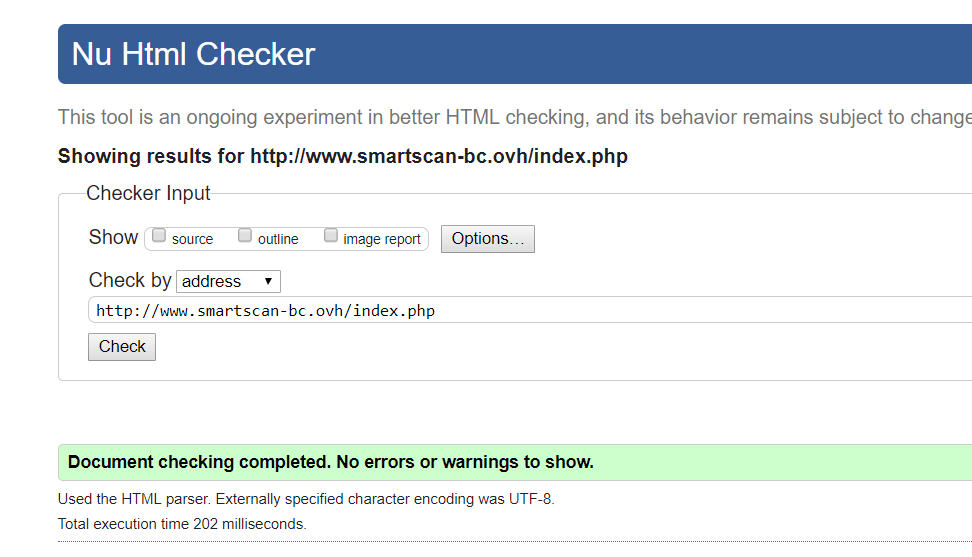 Nu Html Checker
This tool is an ongoing experiment in better HTML checking, and its behavior remains subject to change
Showing results for http://www.smartscan-bc.ovh/index.php
Checker Input
Show source outline image report Options...
Check by address
http://www.smartscan-bc.ovh/index.php
Check
Document checking completed. No errors or warnings to show.
Used the HTML parser. Externally specified character encoding was UTF-8.
Total execution time 202 milliseconds.